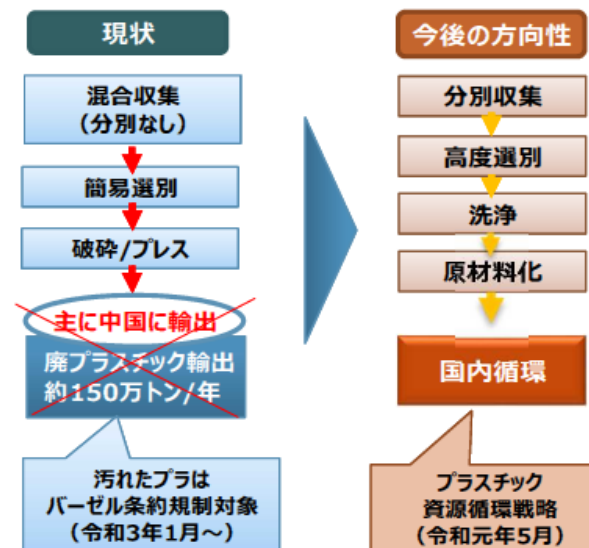 現状
混合収集
（分別なし）
簡易選別
破砕/プレス
主に中国に輸出
廃プラスチック輸出
約150万トン/年
汚れたプラは
バーゼル条約規制対象
（令和3年1月～）
今後の方向性
分別収集
高度選別
洗浄
原材料化
国内循環
プラスチック
資源循環戦略
（令和元年5月）